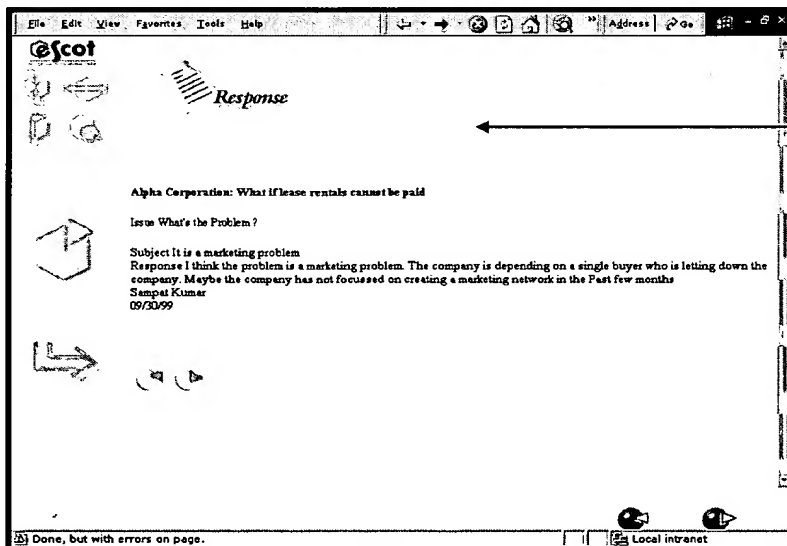 File Edit View Favorites Tools Help
Address Go
eScot
Response
Alpha Corporation: What if lease rentals cannot be paid
Issue What's the Problem ?
Subject It is a marketing problem
Response I think the problem is a marketing problem. The company is depending on a single buyer who is letting down the
company. Maybe the company has not focussed on creating a marketing network in the Past few months
Sampat Kumar
09/30/99
Done, but with errors on page.
Local intranet